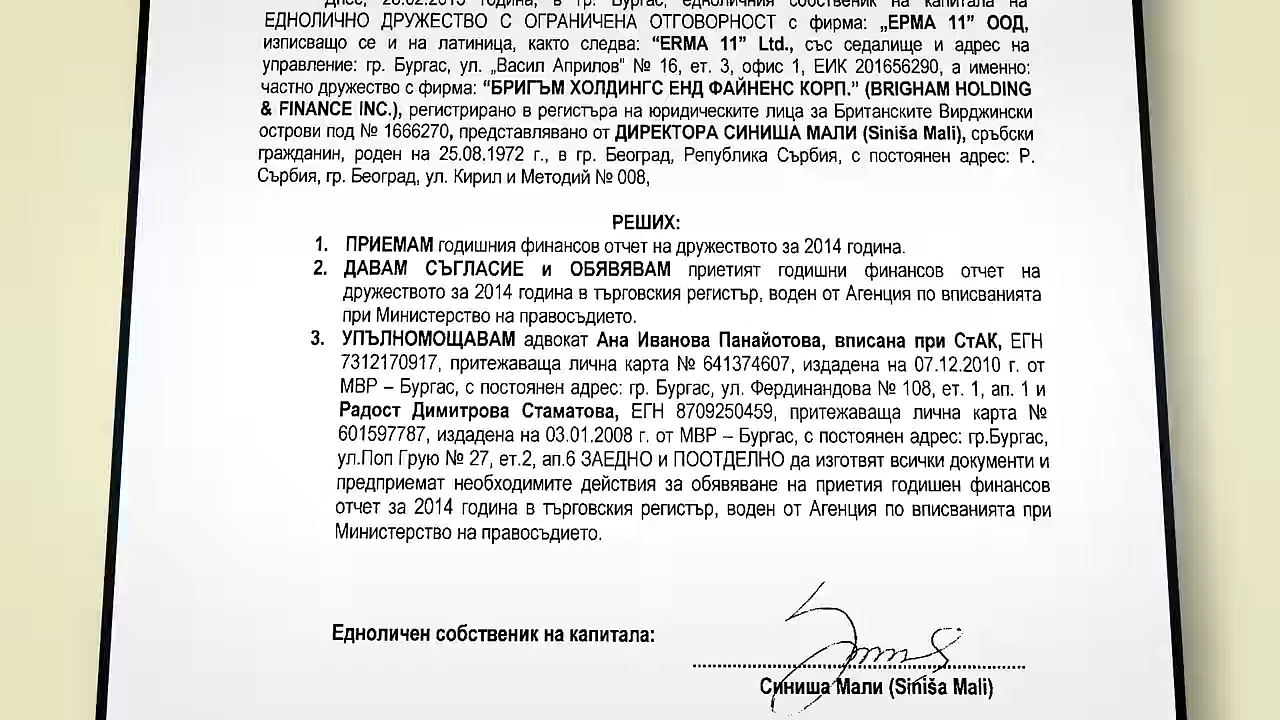 днес, 28.02.2015 година, в гр. Бургас, едноличния собственик на капитала на
ЕДНОЛИЧНО ДРУЖЕСТВО С ОГРАНИЧЕНА ОТГОВОРНОСТ с фирма: „ЕРМА 11” ООД,
изписващо се и на латиница, както следва: “ERMA 11” Ltd., със седалище и адрес на
управление: гр. Бургас, ул. „Васил Априлов" № 16, ет. 3, офис 1, ЕИК 201656290, а именно:
частно дружество с фирма: “БРИГЪМ ХОЛДИНГС ЕНД ФАЙНЕНС КОРП.” (BRIGHAM HOLDING
& FINANCE INC.), регистрирано в регистъра на юридическите лица за Британските Вирджински
острови под № 1666270, представлявано от ДИРЕКТОРА СИНИША МАЛИ (Siniša Mali), сръбски
гражданин, роден на 25.08.1972 г., в гр. Београд, Република Сърбия, с постоянен адрес: Р.
Сърбия, гр. Београд, ул. Кирил и Методий № 008,
РЕШИХ:
1. ПРИЕМАМ годишния финансов отчет на дружеството за 2014 година.
2. ДАВАМ СЪГЛАСИЕ и ОБЯВЯВАМ приетият годишни финансов отчет на
дружеството за 2014 година в търговския регистър, воден от Агенция по вписванията
при Министерство на правосъдието.
3. УПЪЛНОМОЩАВАМ адвокат Ана Иванова Панайотова, вписана при СтАК, ЕГН
7312170917, притежаваща лична карта № 641374607, издадена на 07.12.2010 г. от
МВР – Бургас, с постоянен адрес: гр. Бургас, ул. Фердинандова № 108, ет. 1, ап. 1 и
Радост Димитрова Стаматова, ЕГН 8709250459, притежаваща лична карта №
601597787, издадена на 03.01.2008 г. от МВР – Бургас, с постоянен адрес: гр.Бургас,
ул.Поп Грую № 27, ет.2, ап.6 ЗАЕДНО и ПООТДЕЛНО да изготвят всички документи и
предприемат необходимите действия за обявяване на приетия годишен финансов
отчет за 2014 година в търговския регистър, воден от Агенция по вписванията при
Министерство на правосъдието.
Едноличен собственик на капитала:
Синиша Мали (Siniša Mali)